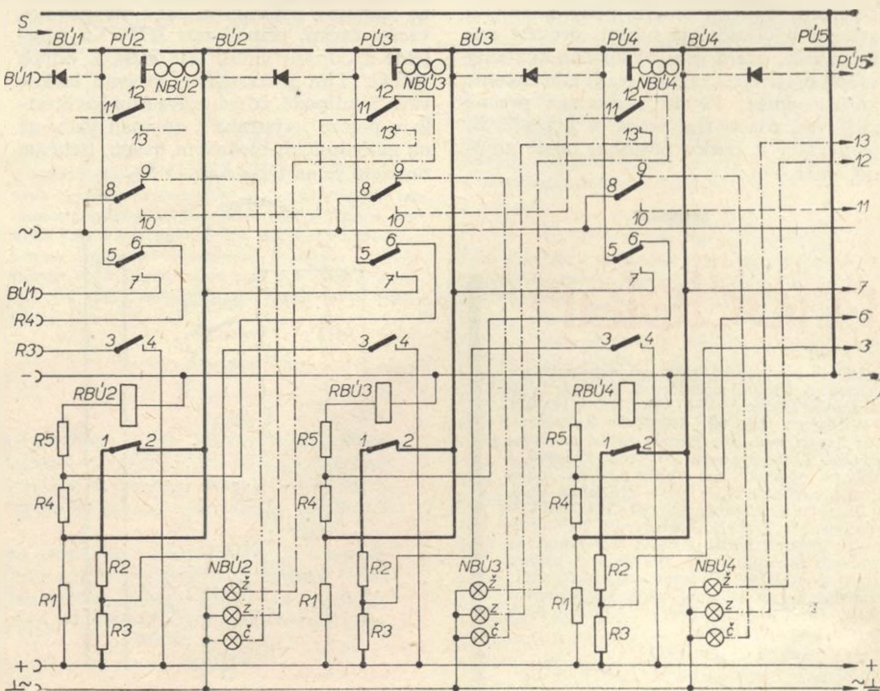 S
BÚ1 PÚ2 BÚ2 PÚ3 BÚ3 PÚ4 BÚ4 PÚ5
BÚ1 NBÚ2 NBÚ3 NBÚ4 PÚ5
12 12 12
11 11 11
13 13 13 13
12
9 9 9
8 8 8
10 10 10 11
~
6 6 6
5 5 5
7 7 7
BÚ1 7
R4 6
R3 3 4 3 4 3 4 3
- -
RBÚ2 RBÚ3 RBÚ4
R5 1 2 R5 1 2 R5 1 2
R4 R4 R4
R2 NBÚ2 R2 NBÚ3 R2 NBÚ4
ž ž ž
R1 z R1 z R1 z
R3 č R3 č R3 č
+ +
+~ ~+